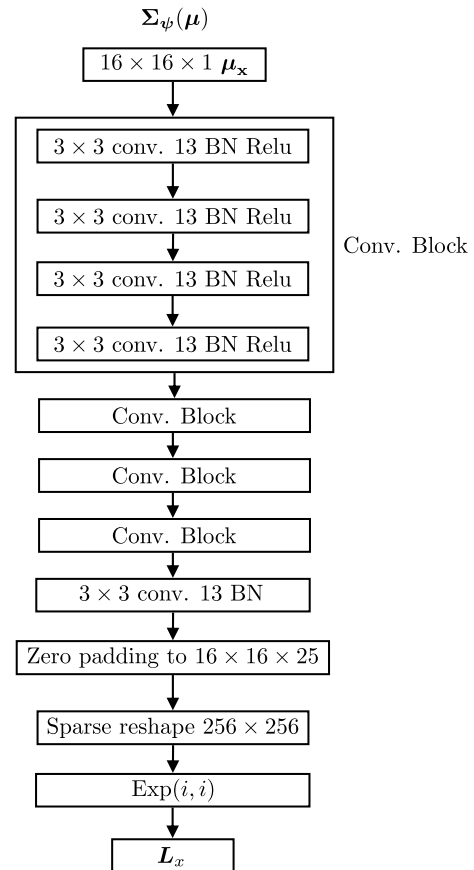 Σ_ψ(μ)
16 × 16 × 1 μ_x
3 × 3 conv. 13 BN Relu
3 × 3 conv. 13 BN Relu
3 × 3 conv. 13 BN Relu
3 × 3 conv. 13 BN Relu
Conv. Block
Conv. Block
Conv. Block
Conv. Block
3 × 3 conv. 13 BN
Zero padding to 16 × 16 × 25
Sparse reshape 256 × 256
Exp(i, i)
L_x